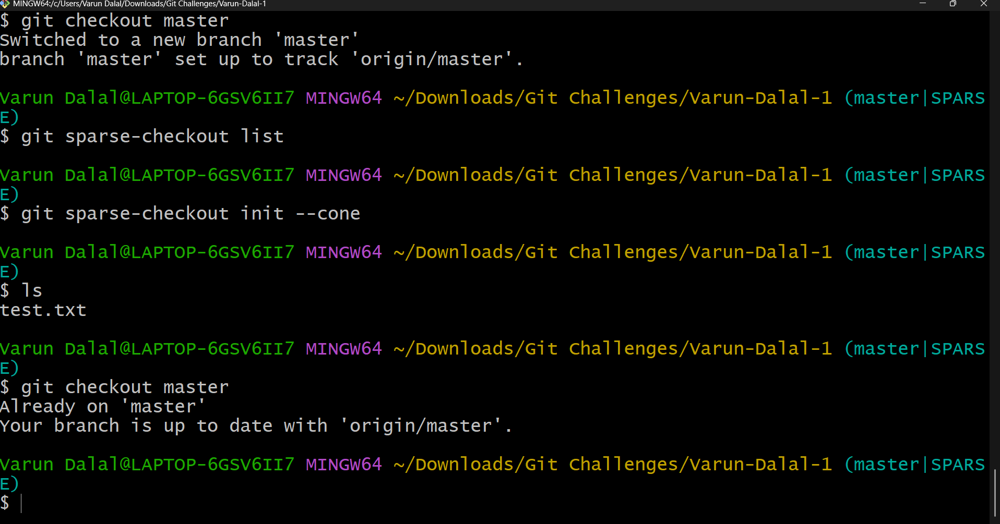 MINGW64:/c/Users/Varun Dalal/Downloads/Git Challenges/Varun-Dalal-1
$ git checkout master
Switched to a new branch 'master'
branch 'master' set up to track 'origin/master'.
Varun Dalal@LAPTOP-6GSV6II7 MINGW64 ~/Downloads/Git Challenges/Varun-Dalal-1 (master|SPARS
E)
$ git sparse-checkout list
Varun Dalal@LAPTOP-6GSV6II7 MINGW64 ~/Downloads/Git Challenges/Varun-Dalal-1 (master|SPARS
E)
$ git sparse-checkout init --cone
Varun Dalal@LAPTOP-6GSV6II7 MINGW64 ~/Downloads/Git Challenges/Varun-Dalal-1 (master|SPARS
E)
$ ls
test.txt
Varun Dalal@LAPTOP-6GSV6II7 MINGW64 ~/Downloads/Git Challenges/Varun-Dalal-1 (master|SPARS
E)
$ git checkout master
Already on 'master'
Your branch is up to date with 'origin/master'.
Varun Dalal@LAPTOP-6GSV6II7 MINGW64 ~/Downloads/Git Challenges/Varun-Dalal-1 (master|SPARS
E)
$